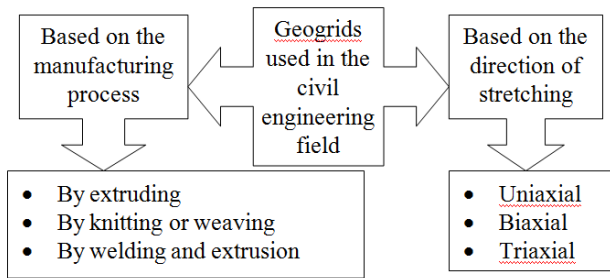 Based on the
manufacturing
process
Geogrids
used in the
civil
engineering
field
Based on the
direction of
stretching
• By extruding
• By knitting or weaving
• By welding and extrusion
• Uniaxial
• Biaxial
• Triaxial